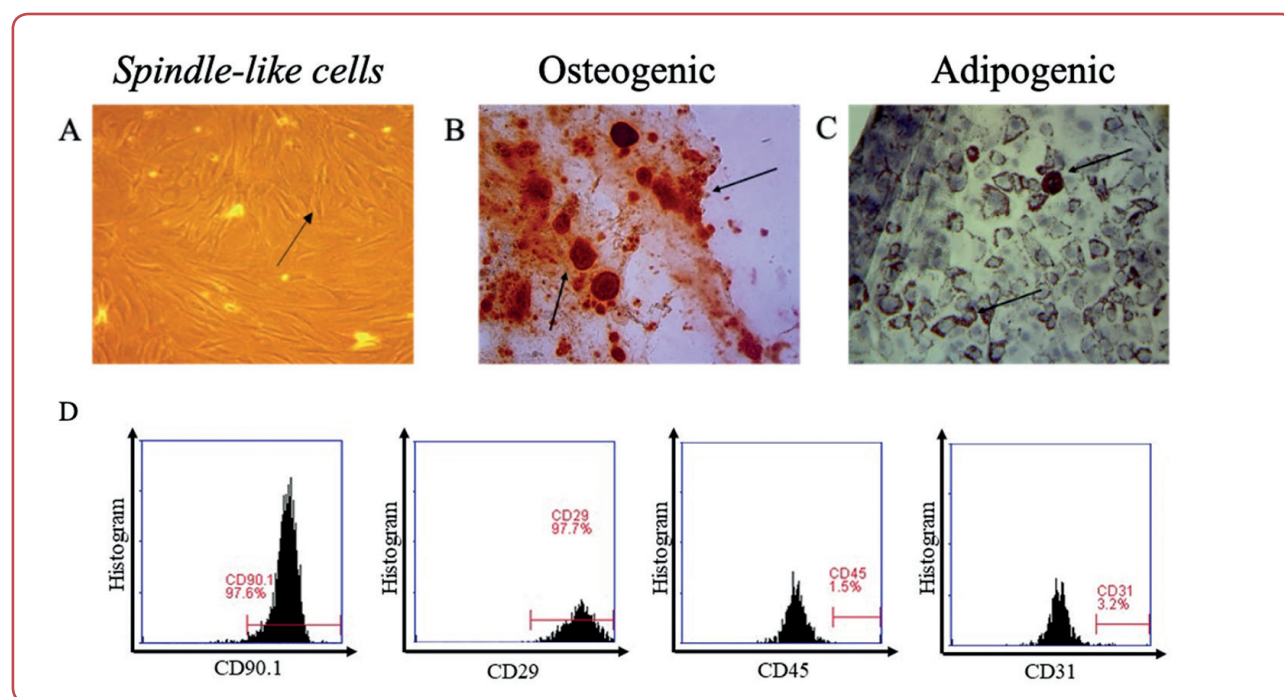 Spindle-like cells
Osteogenic
Adipogenic
A
B
C
D
Histogram
CD90.1
97.6%
CD90.1
Histogram
CD29
97.7%
CD29
Histogram
CD45
1.5%
CD45
Histogram
CD31
3.2%
CD31